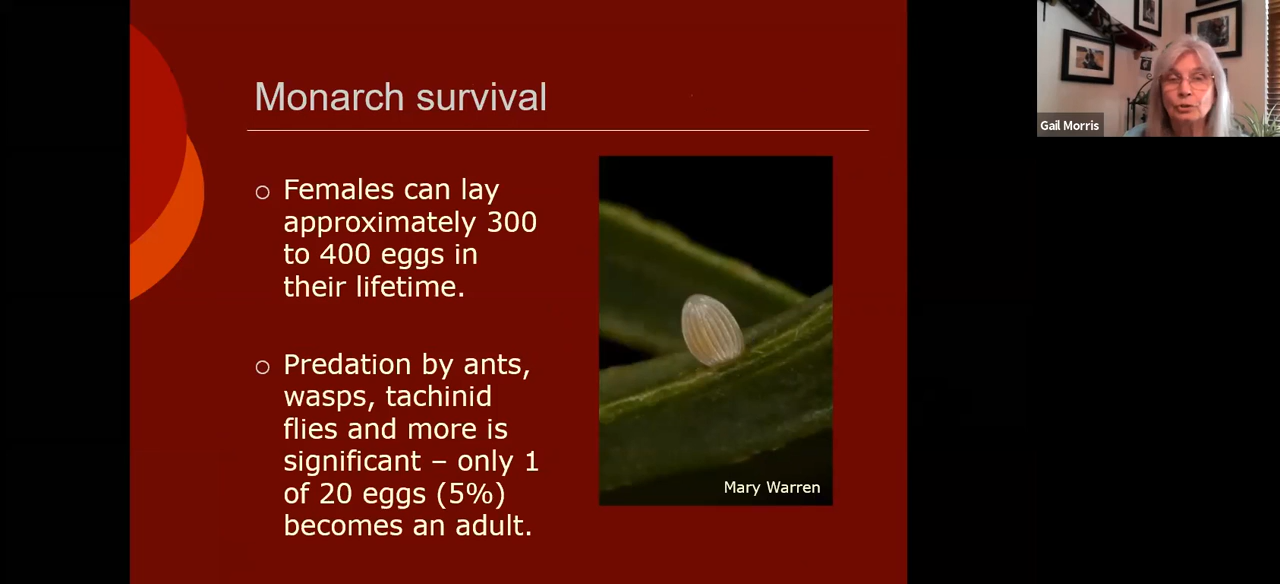 Monarch survival
Females can lay
approximately 300
to 400 eggs in
their lifetime.
Predation by ants,
wasps, tachinid
flies and more is
significant – only 1
of 20 eggs (5%)
becomes an adult.
Mary Warren
Gail Morris